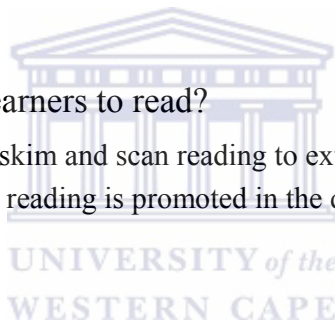 earners to read?
skim and scan reading to ex
reading is promoted in the
UNIVERSITY of the
WESTERN CAPE